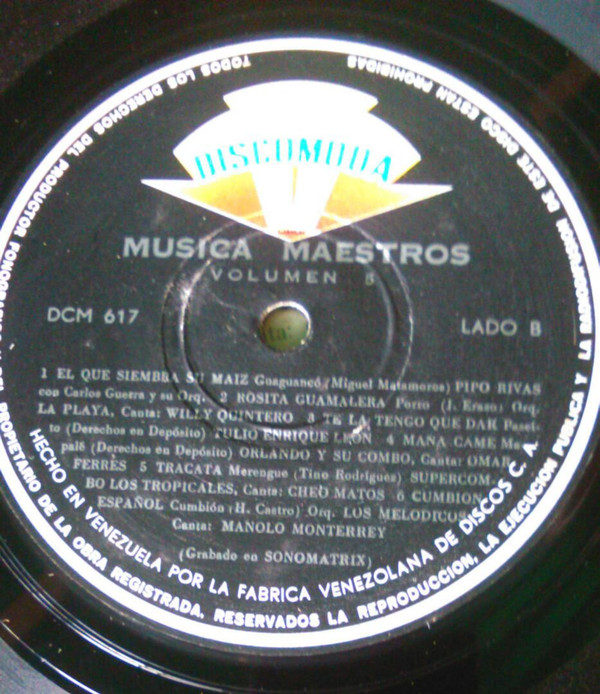 DISCOMODA
MUSICA MAESTROS
VOLUMEN 5
DCM 617
LADO B
1 EL QUE SIEMBRA SU MAIZ Guaguancó (Miguel Matamoros) PIPO RIVAS
con Carlos Guerra y su Orq. 2 ROSITA GUAMALERA Porro (J. Erazo) Orq.
LA PLAYA, Canta: WILLY QUINTERO 3 TE LA TENGO QUE DAR Pasei-
to (Derechos en Depósito) TULIO ENRIQUE LEON 4 MANA CAME Ma-
palé (Derechos en Depósito) ORLANDO Y SU COMBO, Canta: OMAR
FERRÈS 5 TRACATA Merengue (Tino Rodríguez) SUPERCOM-
BO LOS TROPICALES, Canta: CHEO MATOS 6 CUMBION
ESPAÑOL Cumbión (H. Castro) Orq. LOS MELODICOS
Canta: MANOLO MONTERREY
(Grabado en SONOMATRIX)
HECHO EN VENEZUELA POR LA FABRICA VENEZOLANA DE DISCOS C. A.
TODOS LOS DERECHOS DEL PRODUCTOR
PROPIETARIO DE LA OBRA REGISTRADA, RESERVADOS LA REPRODUCCION, LA EJECUCION PUBLICA Y LA
DE ESTE DISCO ESTAN PROHIBIDAS